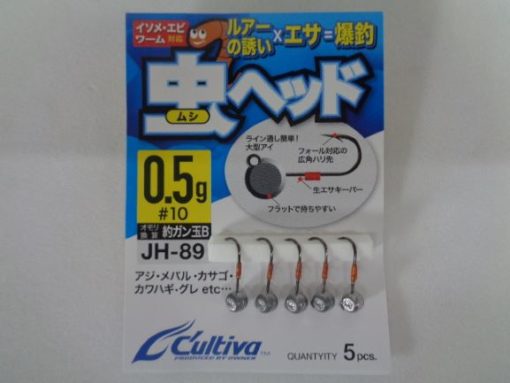 イソメ・エビ
ワーム対応
ルアー
の誘い×エサ=爆釣
虫ヘッド
ムシ
ライン通し簡単!
大型アイ
フォール対応の
広角ハリ先
生エサキーパー
フラットで持ちやすい
0.5g
#10
オモリ
換算
約ガン玉B
JH-89
アジ・メバル・カサゴ・
カワハギ・グレ etc…
Cultiva™
PRODUCED BY OWNER
QUANTYITY 5pcs.